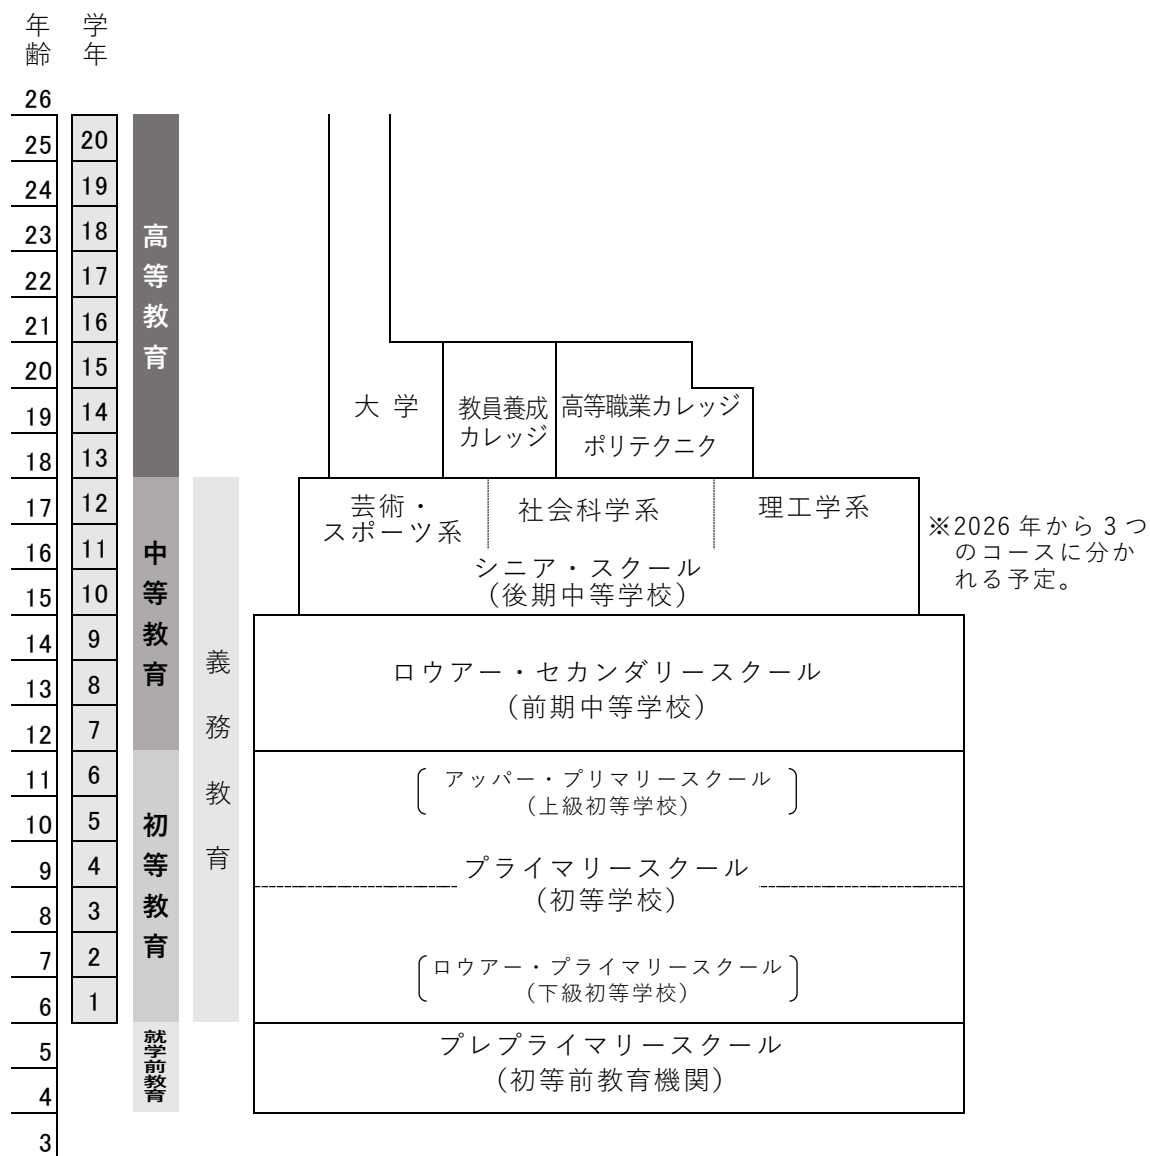 年齢
学年
26
25
24
23
22
21
20
19
18
17
16
15
14
13
12
11
10
9
8
7
6
5
4
3
20
19
18
17
16
15
14
13
12
11
10
9
8
7
6
5
4
3
2
1
高等教育
中等教育
初等教育
就学前教育
義務教育
大 学
教員養成
カレッジ
高等職業カレッジ
ポリテクニク
芸術・
スポーツ系
社会科学系
理工学系
シニア・スクール
(後期中等学校)
※2026 年から 3 つ
のコースに分か
れる予定。
ロウアー・セカンダリースクール
(前期中等学校)
アッパー・プリマリースクール
(上級初等学校)
プライマリースクール
(初等学校)
ロウアー・プライマリースクール
(下級初等学校)
プレプライマリースクール
(初等前教育機関)